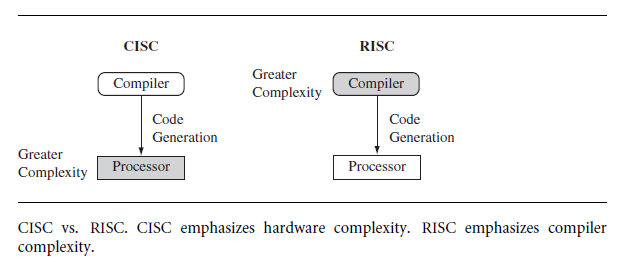 CISC
RISC
Compiler
Greater
Complexity
Compiler
Code
Generation
Code
Generation
Greater
Complexity
Processor
Processor
CISC vs. RISC. CISC emphasizes hardware complexity. RISC emphasizes compiler
complexity.